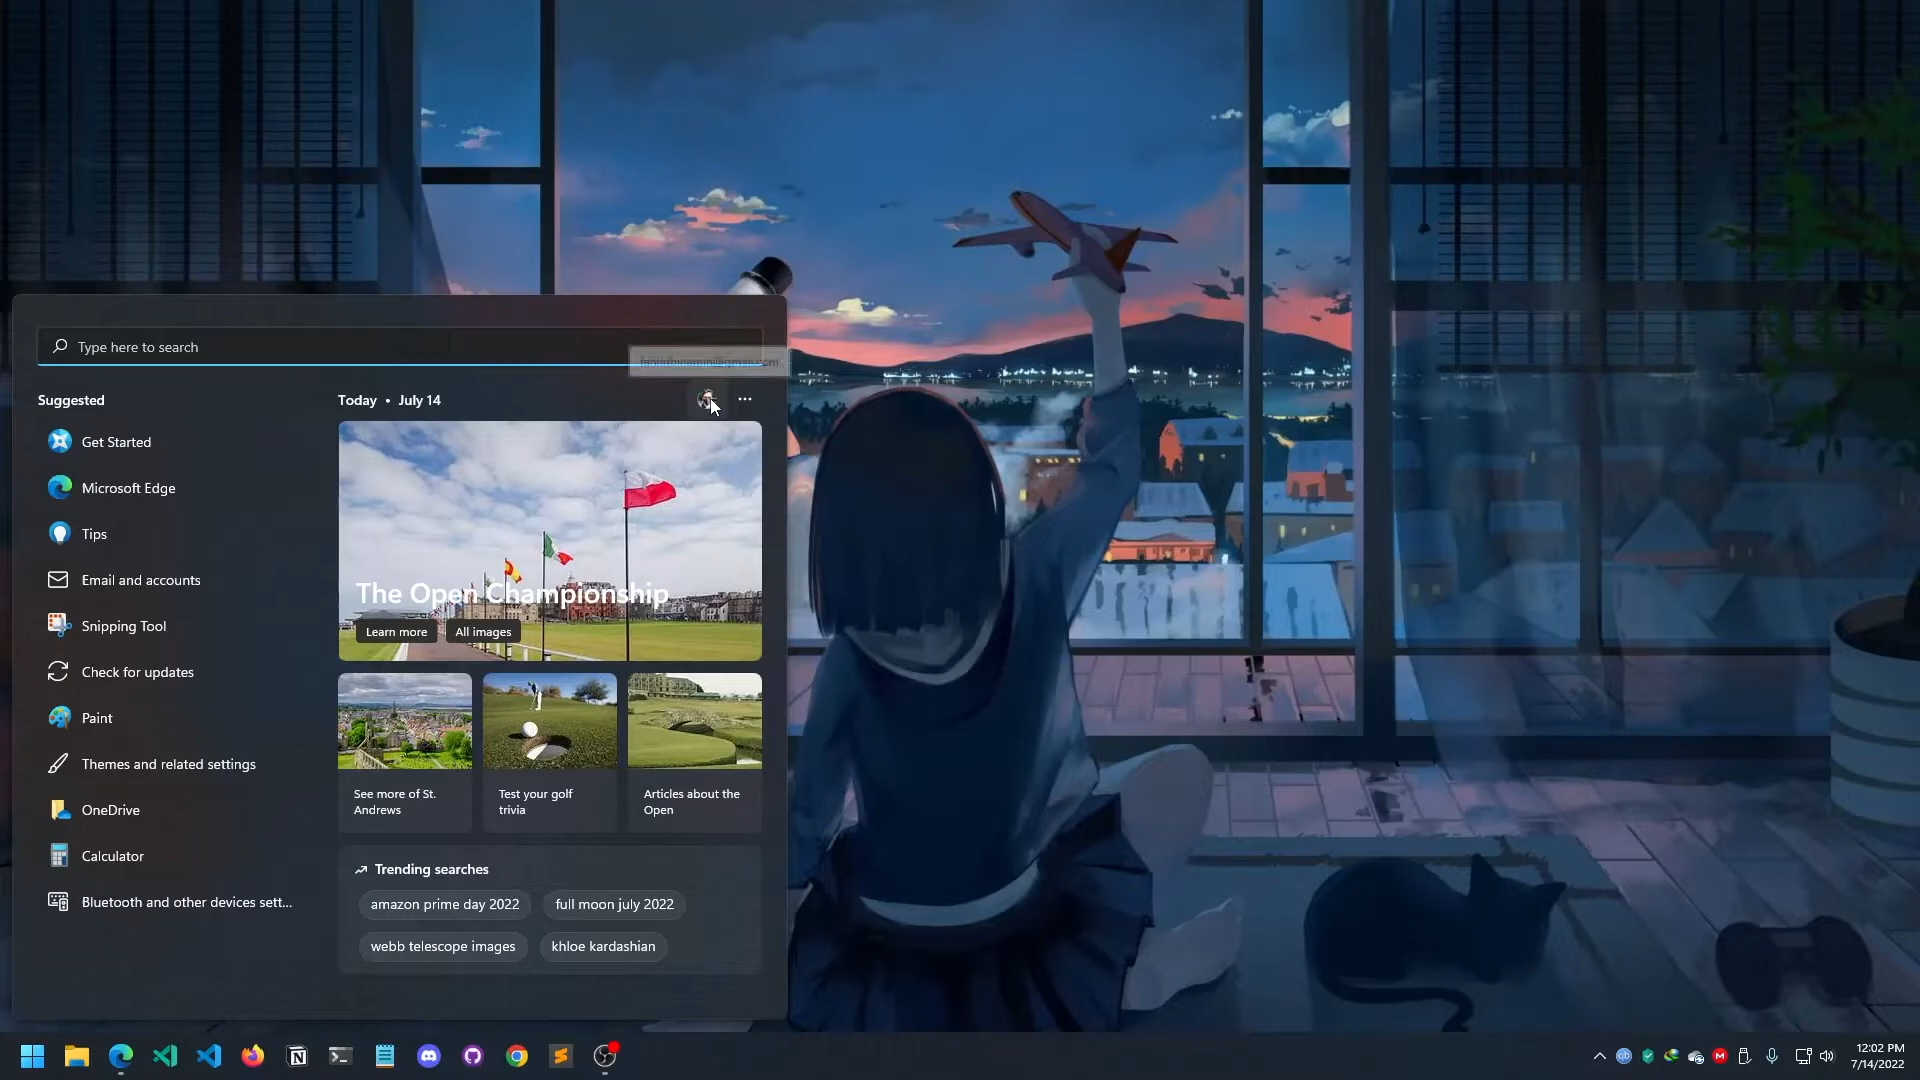 Type here to search
Suggested
Today • July 14
Get Started
Microsoft Edge
Tips
Email and accounts
Snipping Tool
Check for updates
Paint
Themes and related settings
OneDrive
Calculator
Bluetooth and other devices sett...
The Open Championship
Learn more
All images
See more of St.
Andrews
Test your golf
trivia
Articles about the
Open
Trending searches
amazon prime day 2022
full moon july 2022
webb telescope images
khloe kardashian
12:02 PM
7/14/2022